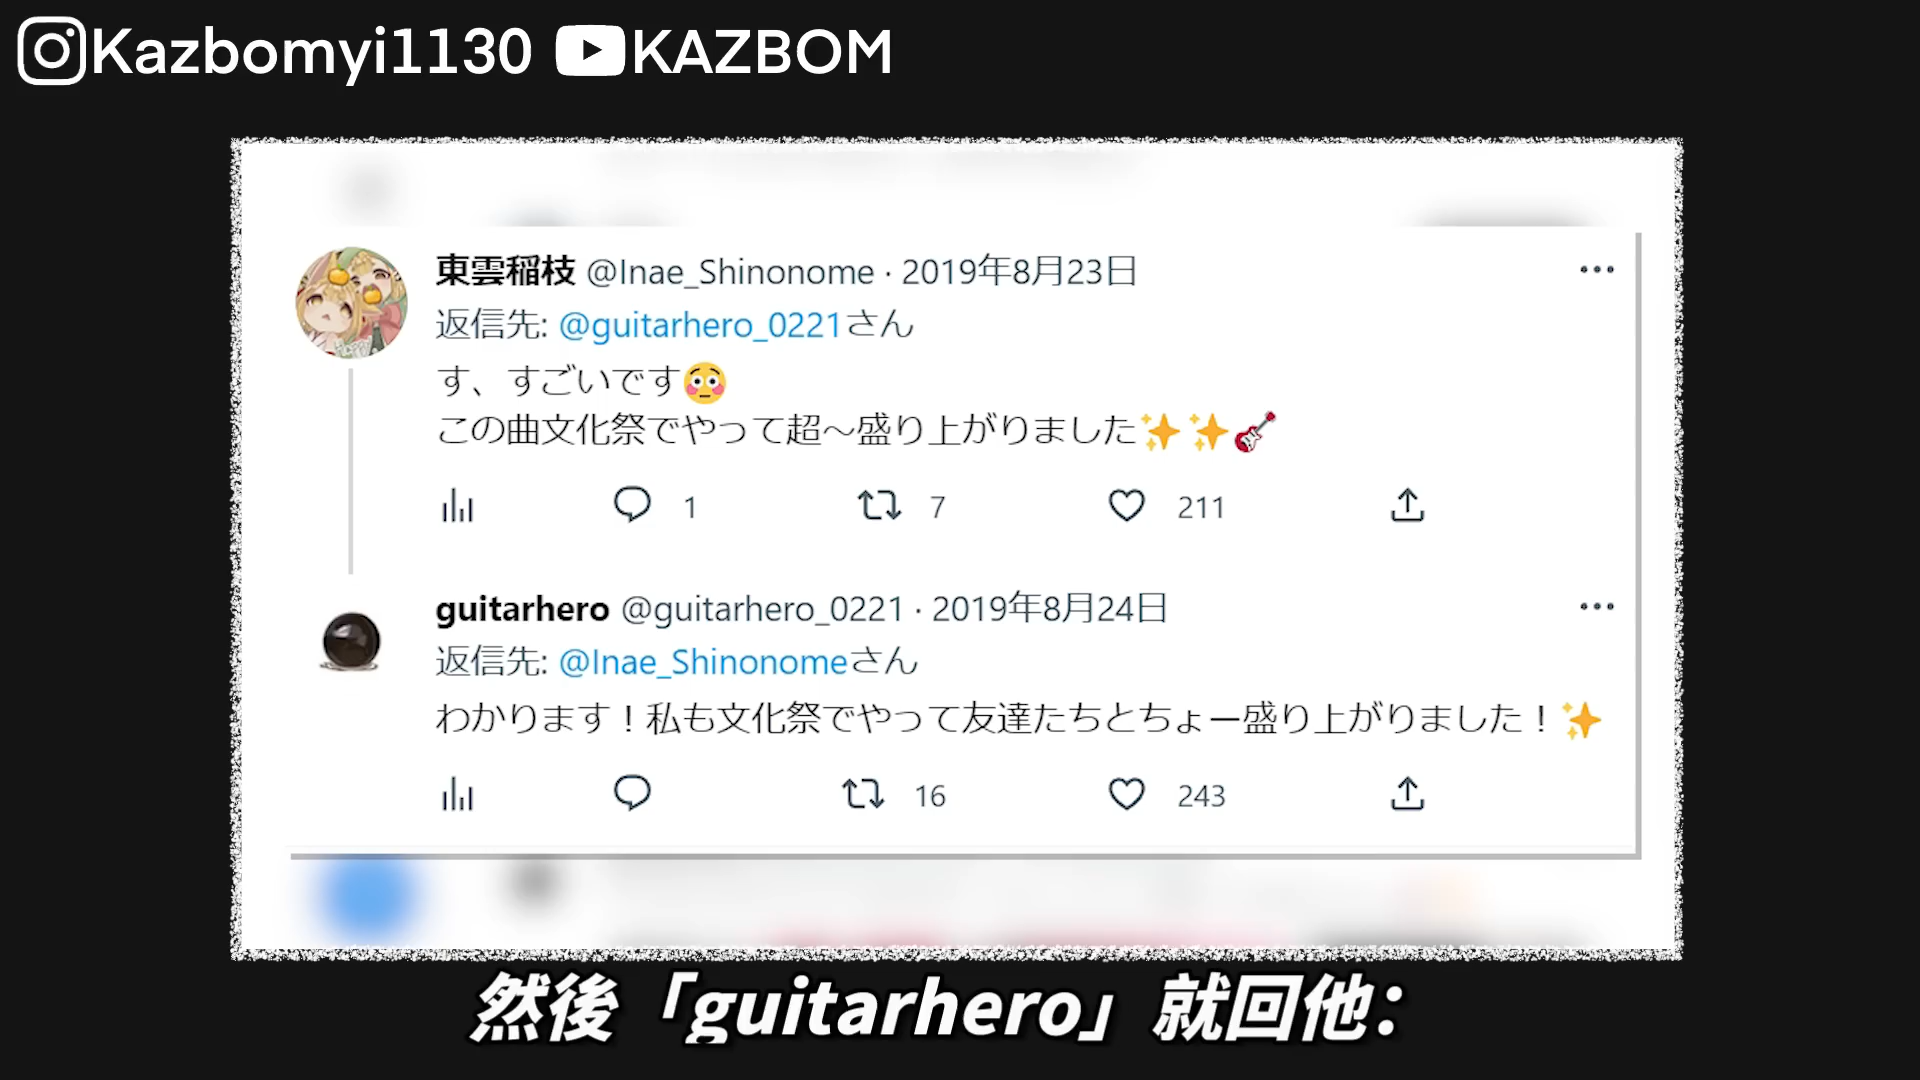 Kazbomyi1130 KAZBOM
東雲稲枝 @Inae_Shinonome · 2019年8月23日
返信先: @guitarhero_0221さん
す、すごいです😳
この曲文化祭でやって超～盛り上がりました✨✨🎸
1 7 211
guitarhero @guitarhero_0221 · 2019年8月24日
返信先: @Inae_Shinonomeさん
わかります！私も文化祭でやって友達たちとちょー盛り上がりました！✨
16 243
然後「guitarhero」就回他：